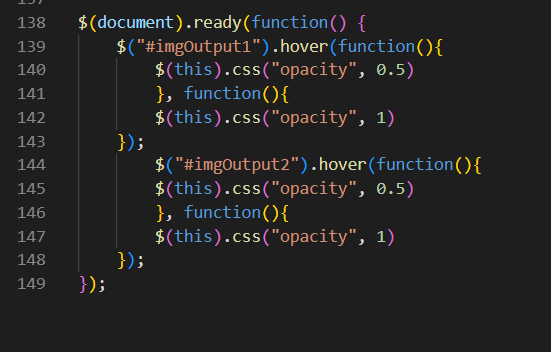 138 $(document).ready(function() {
139     $("#imgOutput1").hover(function(){
140         $(this).css("opacity", 0.5)
141         }, function(){
142         $(this).css("opacity", 1)
143     });
144         $("#imgOutput2").hover(function(){
145         $(this).css("opacity", 0.5)
146         }, function(){
147         $(this).css("opacity", 1)
148     });
149 });